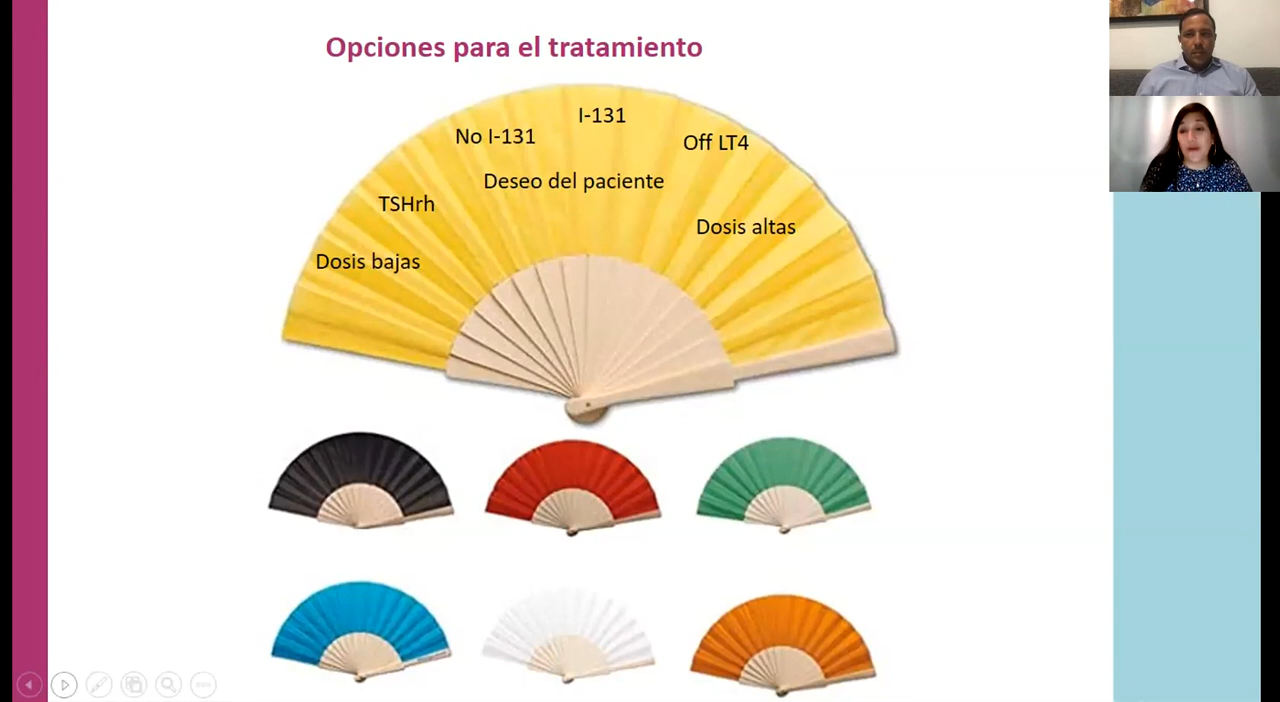 Opciones para el tratamiento
I-131
No I-131
Off LT4
Deseo del paciente
TSHrh
Dosis altas
Dosis bajas